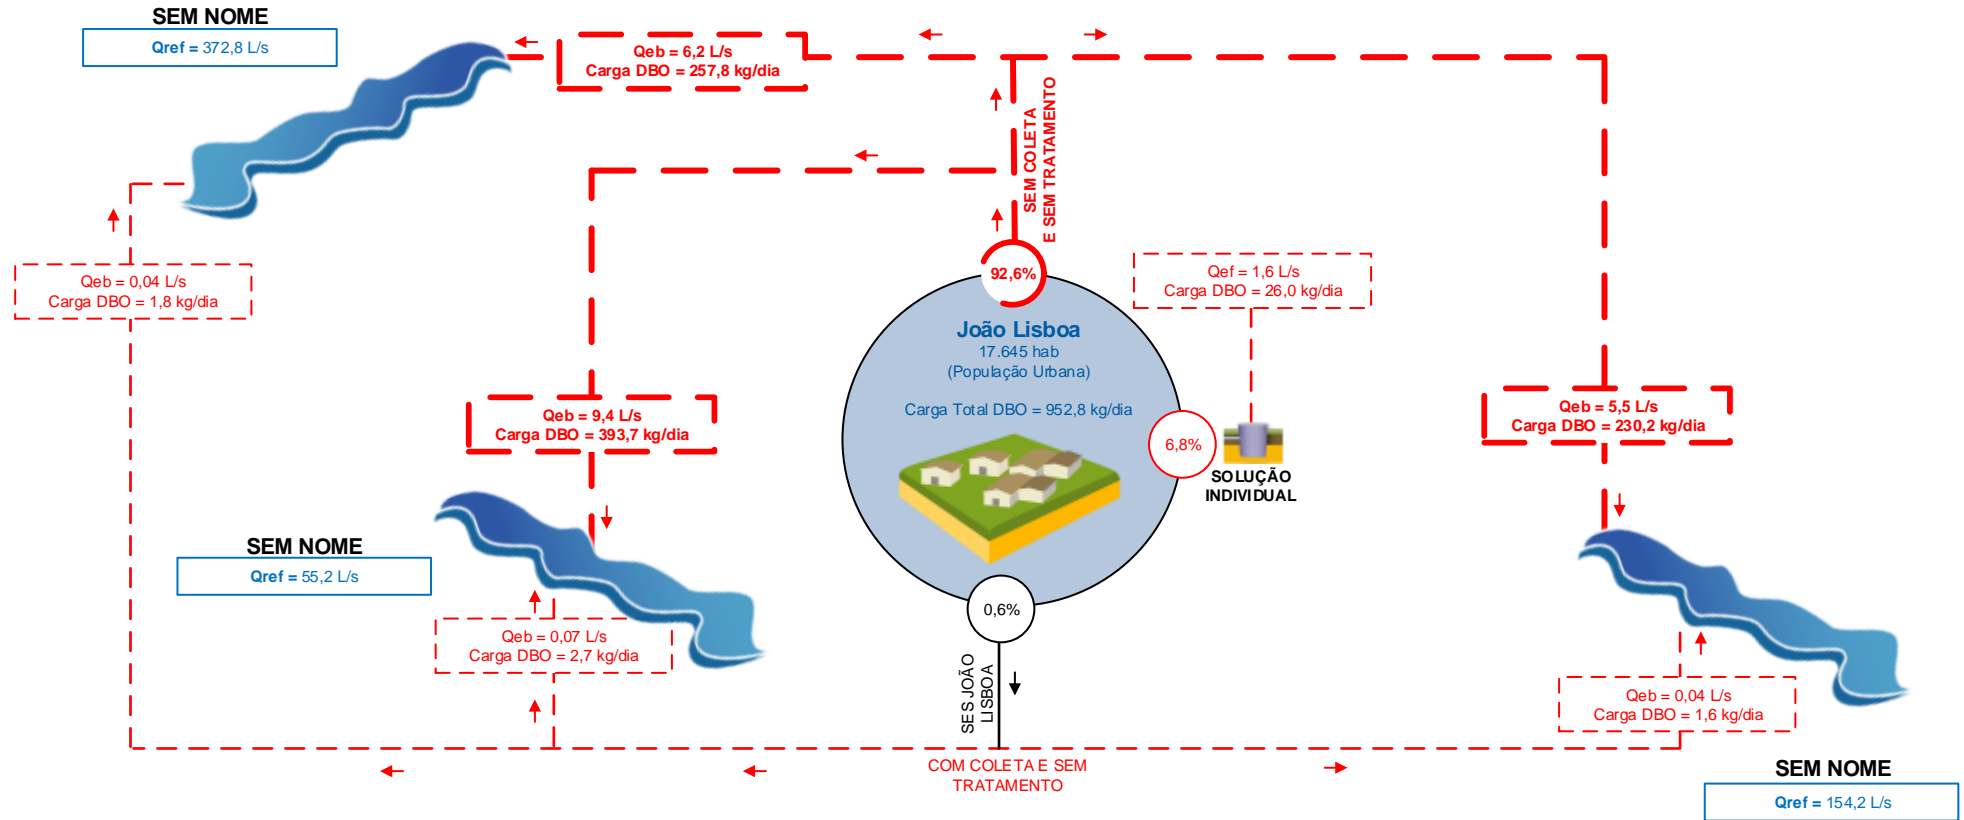 SEM NOME
Qref = 372,8 L/s
Qeb = 6,2 L/s
Carga DBO = 257,8 kg/dia
SEM COLETA
E SEM TRATAMENTO
Qeb = 0,04 L/s
Carga DBO = 1,8 kg/dia
92,6%
Qef = 1,6 L/s
Carga DBO = 26,0 kg/dia
João Lisboa
17.645 hab
(População Urbana)
Carga Total DBO = 952,8 kg/dia
Qeb = 9,4 L/s
Carga DBO = 393,7 kg/dia
6,8%
SOLUÇÃO
INDIVIDUAL
Qeb = 5,5 L/s
Carga DBO = 230,2 kg/dia
SEM NOME
Qref = 55,2 L/s
0,6%
Qeb = 0,07 L/s
Carga DBO = 2,7 kg/dia
SES JOÃO
LISBOA
Qeb = 0,04 L/s
Carga DBO = 1,6 kg/dia
COM COLETA E SEM
TRATAMENTO
SEM NOME
Qref = 154,2 L/s